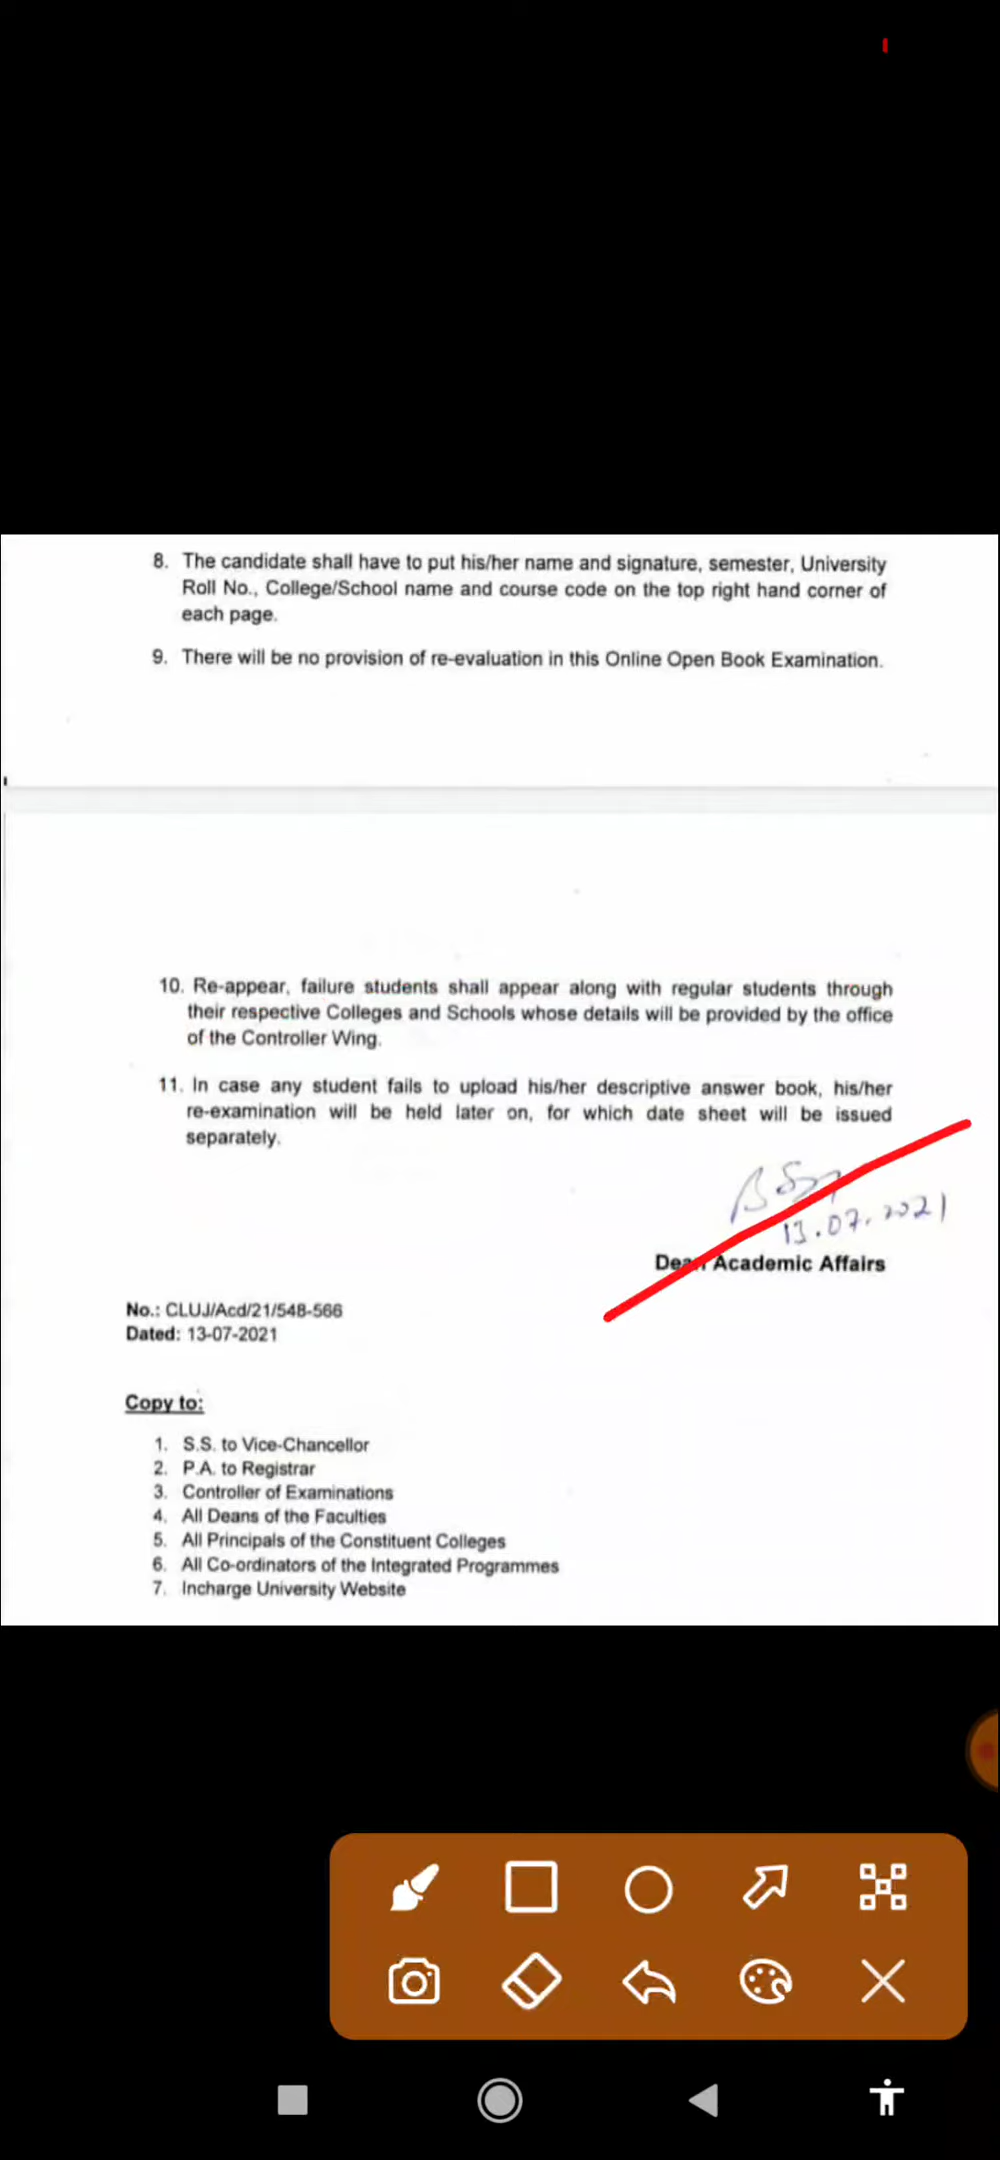 8. The candidate shall have to put his/her name and signature, semester, University
Roll No., College/School name and course code on the top right hand corner of
each page.
9. There will be no provision of re-evaluation in this Online Open Book Examination.
10. Re-appear, failure students shall appear along with regular students through
their respective Colleges and Schools whose details will be provided by the office
of the Controller Wing.
11. In case any student fails to upload his/her descriptive answer book, his/her
re-examination will be held later on, for which date sheet will be issued
separately.
13.07.2021
Dean Academic Affairs
No.: CLUJ/Acd/21/548-566
Dated: 13-07-2021
Copy to:
1. S.S. to Vice-Chancellor
2. P.A. to Registrar
3. Controller of Examinations
4. All Deans of the Faculties
5. All Principals of the Constituent Colleges
6. All Co-ordinators of the Integrated Programmes
7. Incharge University Website